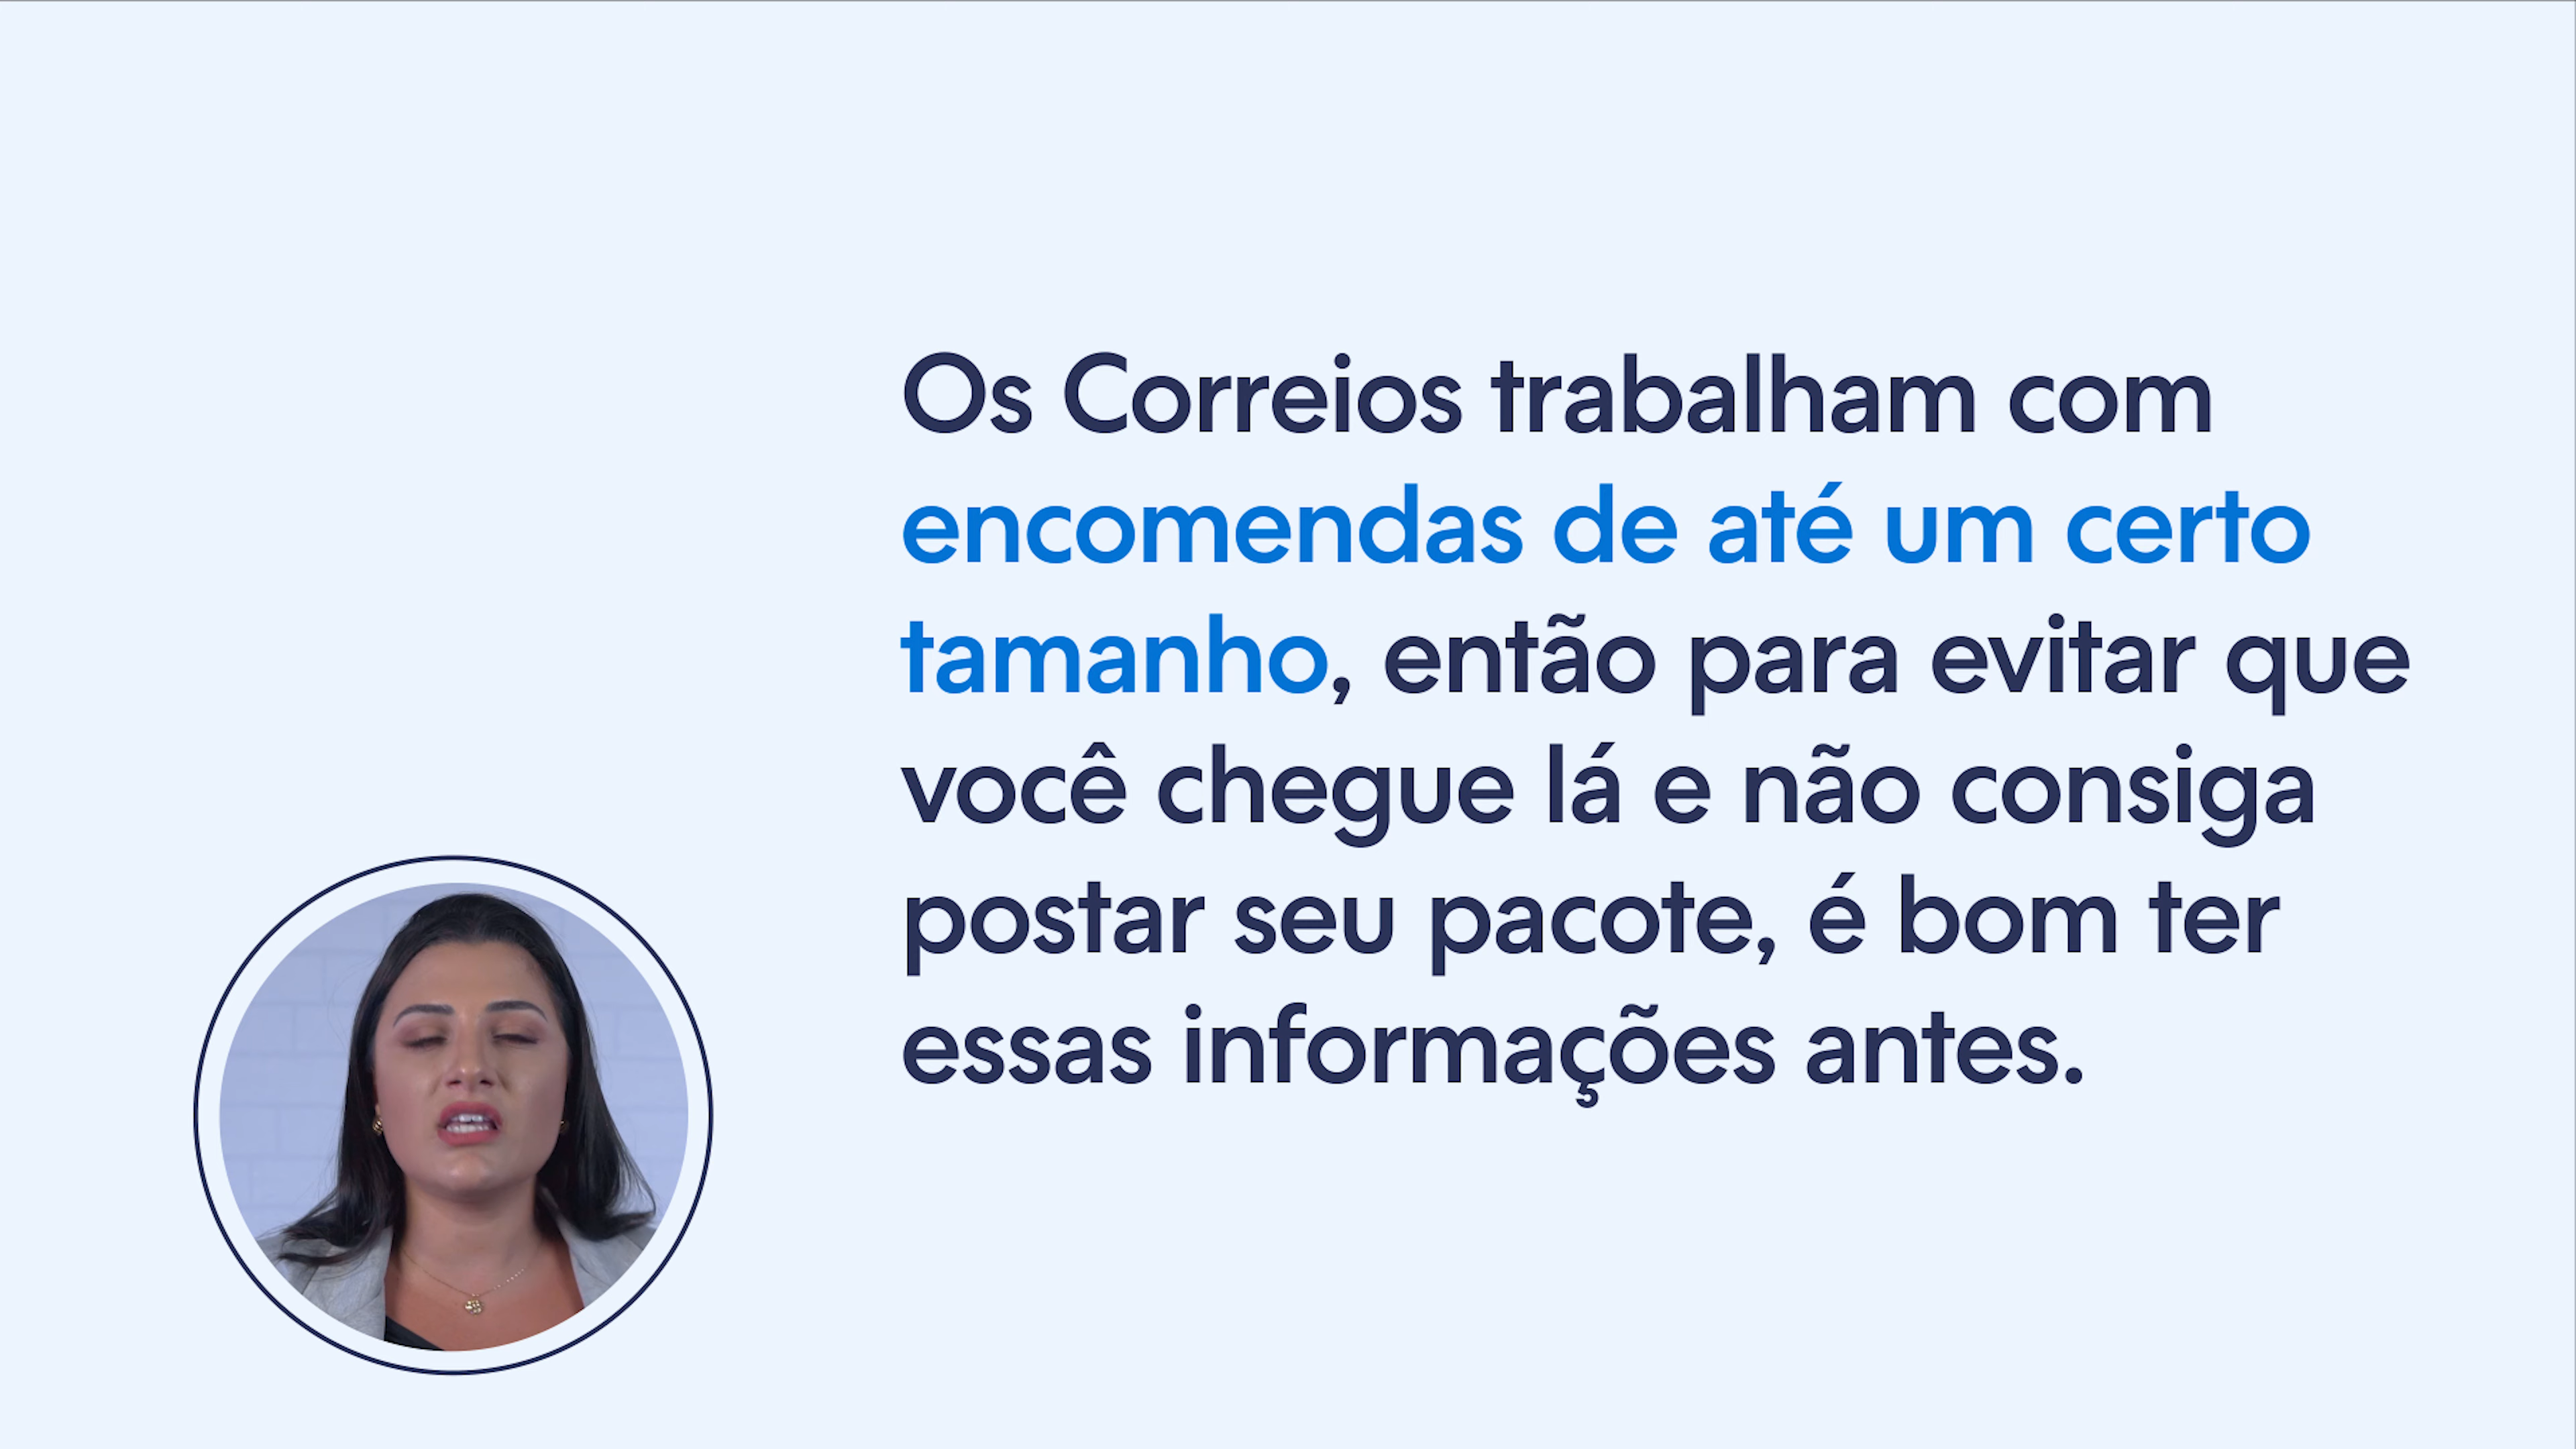 Os Correios trabalham com
encomendas de até um certo
tamanho, então para evitar que
você chegue lá e não consiga
postar seu pacote, é bom ter
essas informações antes.